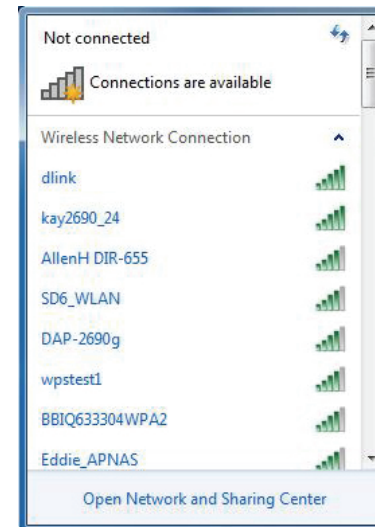 Not connected
Connections are available
Wireless Network Connection
dlink
kay2690_24
AllenH DIR-655
SD6_WLAN
DAP-2690g
wpstest1
BBIQ633304WPA2
Eddie_APNAS
Open Network and Sharing Center